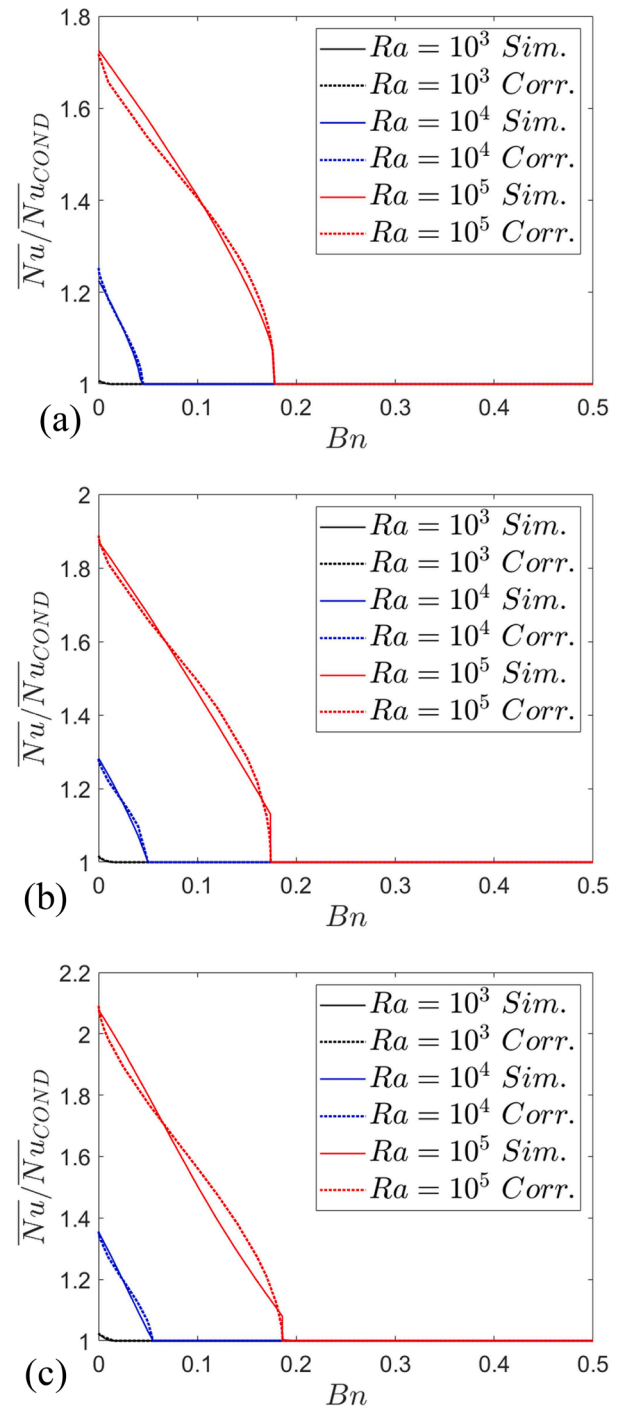 1.8
1.6
1.4
1.2
1
0
0.1
0.2
0.3
0.4
0.5
Nu/Nu_COND
Bn
Ra = 10^3 Sim.
Ra = 10^3 Corr.
Ra = 10^4 Sim.
Ra = 10^4 Corr.
Ra = 10^5 Sim.
Ra = 10^5 Corr.
(a)
2
1.8
1.6
1.4
1.2
1
0
0.1
0.2
0.3
0.4
0.5
Nu/Nu_COND
Bn
Ra = 10^3 Sim.
Ra = 10^3 Corr.
Ra = 10^4 Sim.
Ra = 10^4 Corr.
Ra = 10^5 Sim.
Ra = 10^5 Corr.
(b)
2.2
2
1.8
1.6
1.4
1.2
1
0
0.1
0.2
0.3
0.4
0.5
Nu/Nu_COND
Bn
Ra = 10^3 Sim.
Ra = 10^3 Corr.
Ra = 10^4 Sim.
Ra = 10^4 Corr.
Ra = 10^5 Sim.
Ra = 10^5 Corr.
(c)